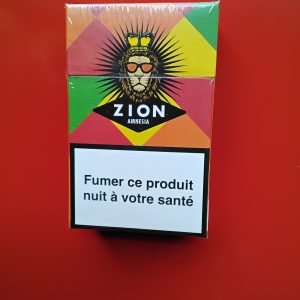 ZION
AMNESIA
Fumer ce produit
nuit à votre santé